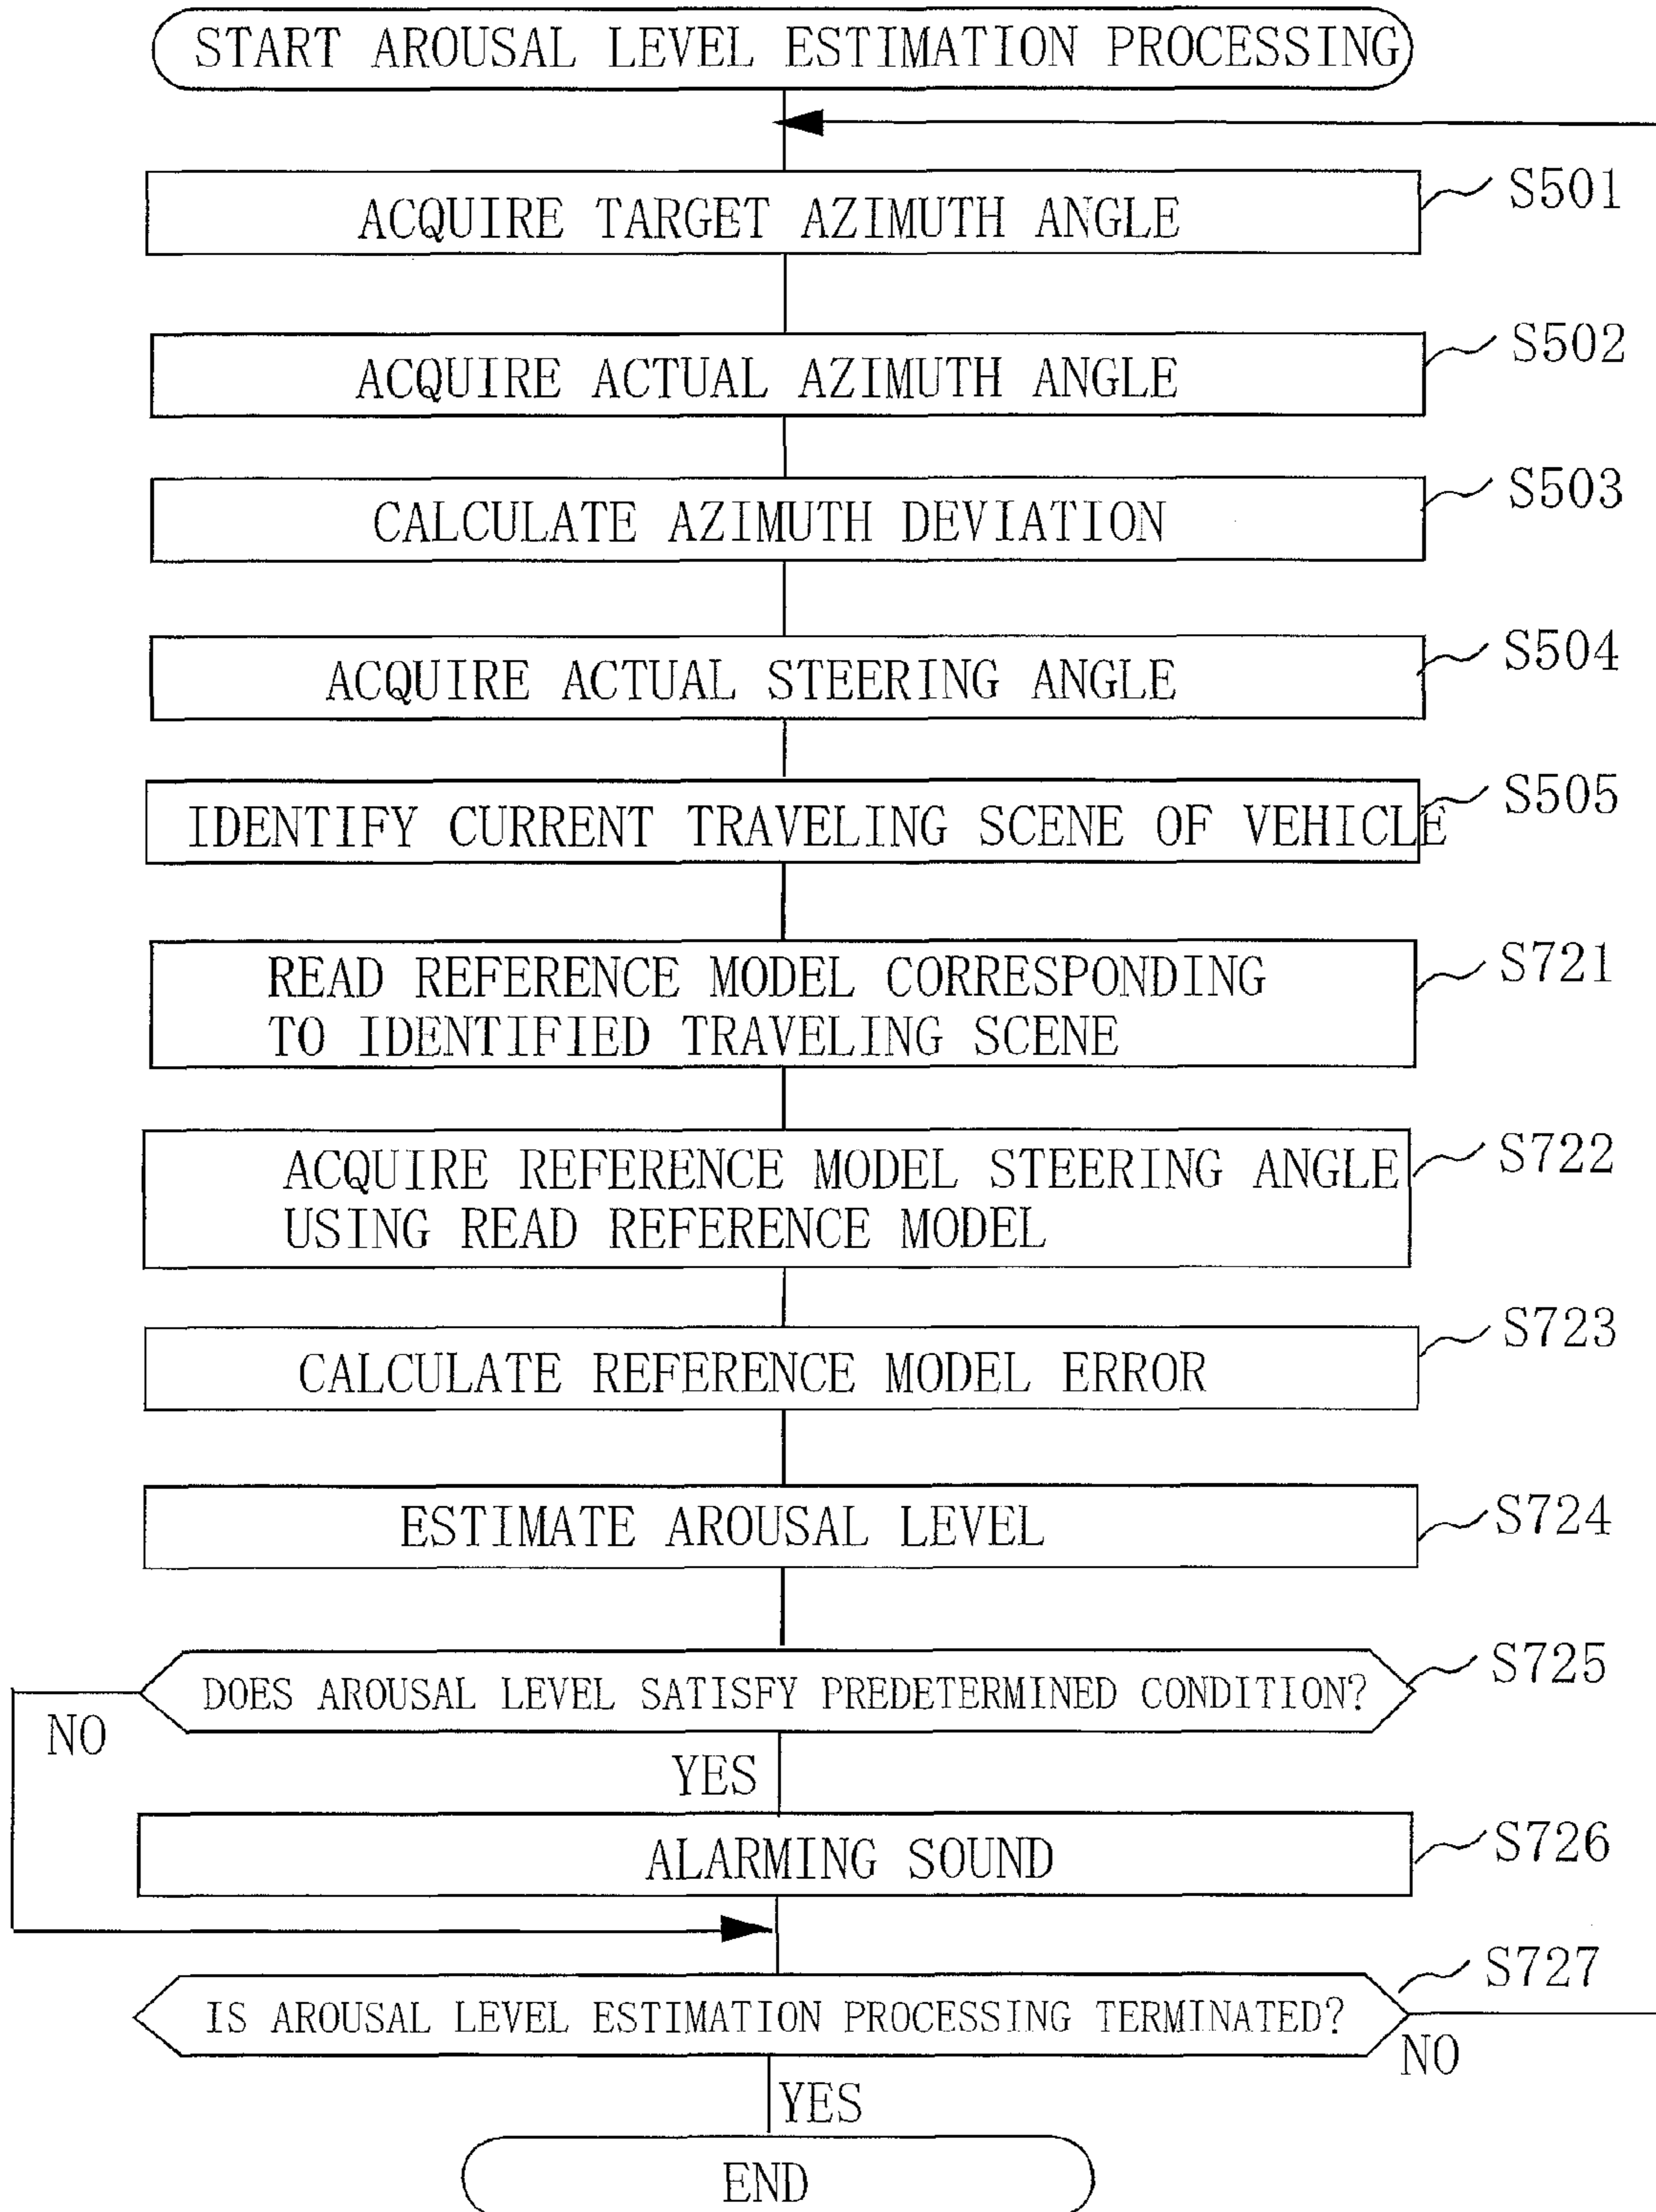 START AROUSAL LEVEL ESTIMATION PROCESSING
ACQUIRE TARGET AZIMUTH ANGLE
S501
ACQUIRE ACTUAL AZIMUTH ANGLE
S502
CALCULATE AZIMUTH DEVIATION
S503
ACQUIRE ACTUAL STEERING ANGLE
S504
IDENTIFY CURRENT TRAVELING SCENE OF VEHICLE
S505
READ REFERENCE MODEL CORRESPONDING
TO IDENTIFIED TRAVELING SCENE
S721
ACQUIRE REFERENCE MODEL STEERING ANGLE
USING READ REFERENCE MODEL
S722
CALCULATE REFERENCE MODEL ERROR
S723
ESTIMATE AROUSAL LEVEL
S724
DOES AROUSAL LEVEL SATISFY PREDETERMINED CONDITION?
S725
NO
YES
ALARMING SOUND
S726
IS AROUSAL LEVEL ESTIMATION PROCESSING TERMINATED?
S727
NO
YES
END